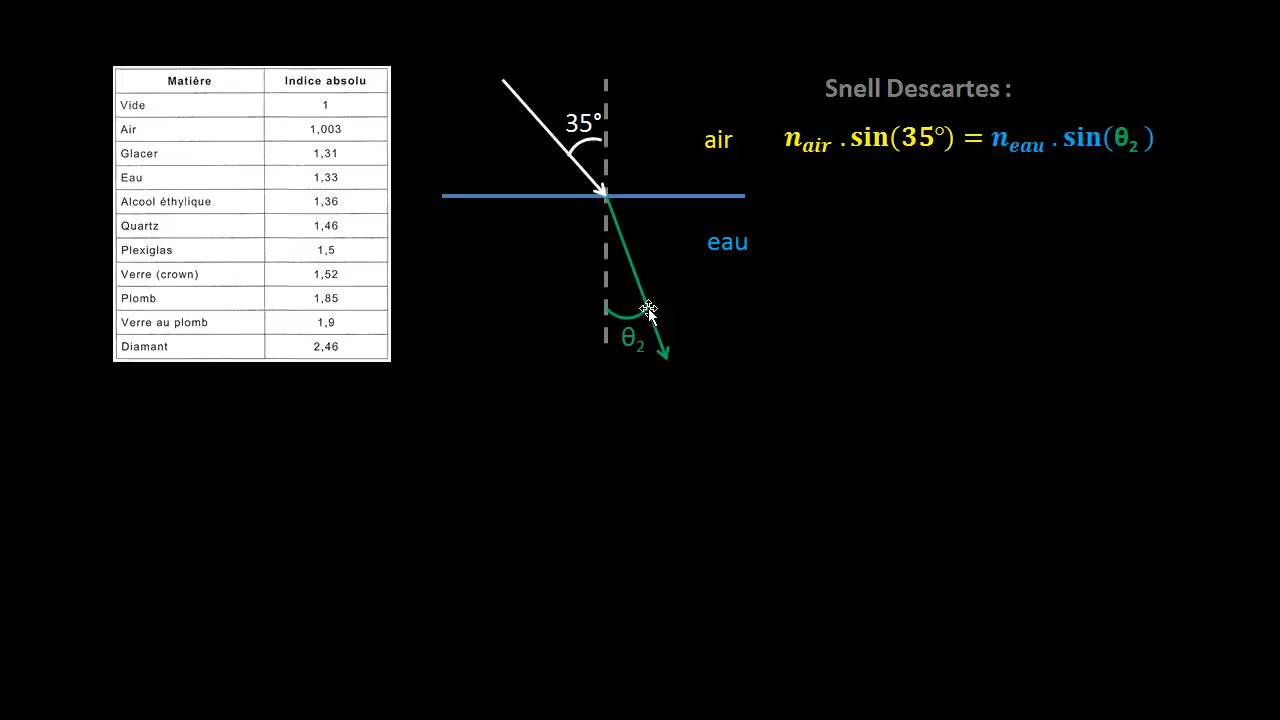 Matière Indice absolu
Vide 1
Air 1,003
Glacer 1,31
Eau 1,33
Alcool éthylique 1,36
Quartz 1,46
Plexiglas 1,5
Verre (crown) 1,52
Plomb 1,85
Verre au plomb 1,9
Diamant 2,46
35°
air
eau
θ₂
Snell Descartes :
n_air . sin(35°) = n_eau . sin(θ₂ )